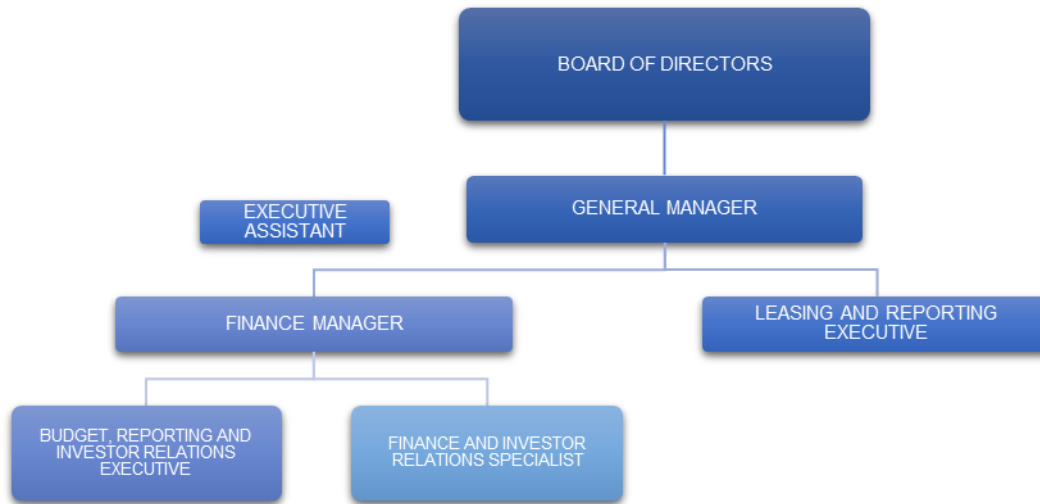 BOARD OF DIRECTORS
GENERAL MANAGER
EXECUTIVE
ASSISTANT
FINANCE MANAGER
LEASING AND REPORTING
EXECUTIVE
BUDGET, REPORTING AND
INVESTOR RELATIONS
EXECUTIVE
FINANCE AND INVESTOR
RELATIONS SPECIALIST